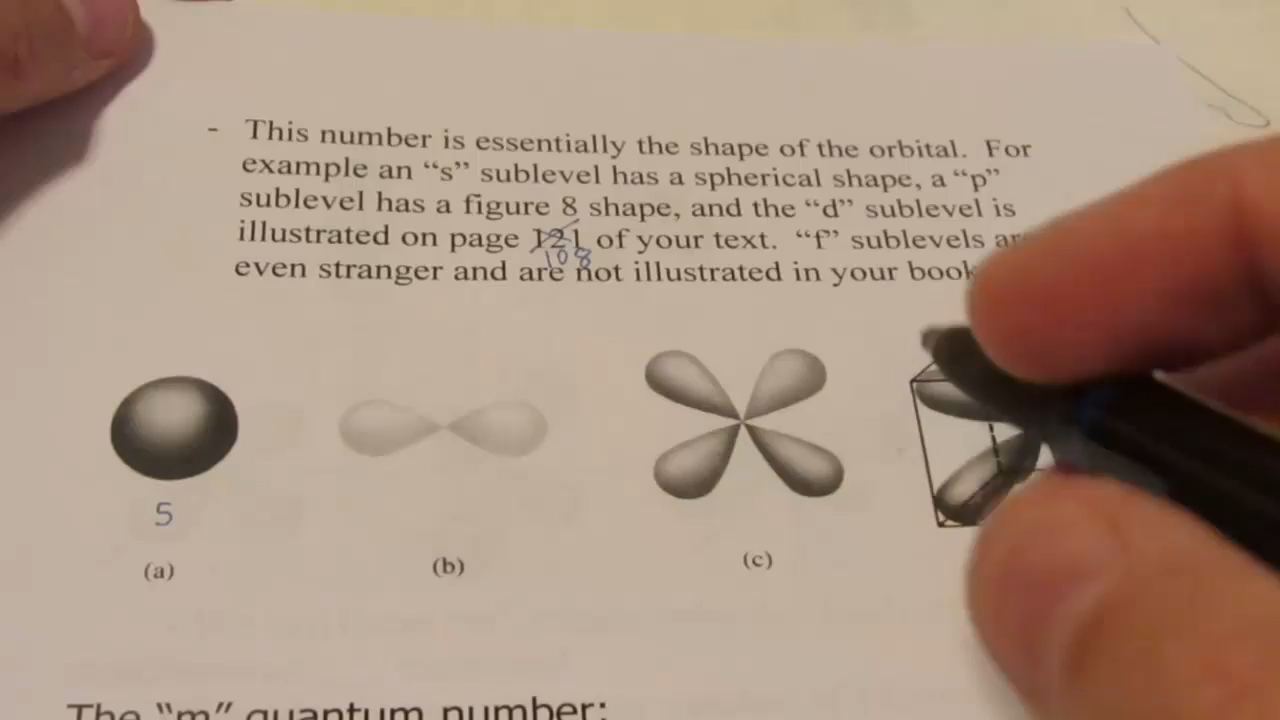 - This number is essentially the shape of the orbital. For
example an “s” sublevel has a spherical shape, a “p”
sublevel has a figure 8 shape, and the “d” sublevel is
illustrated on page 121 of your text. “f” sublevels
108
even stranger and are not illustrated in your book
5
(a)
(b)
(c)
The “m” quantum number: